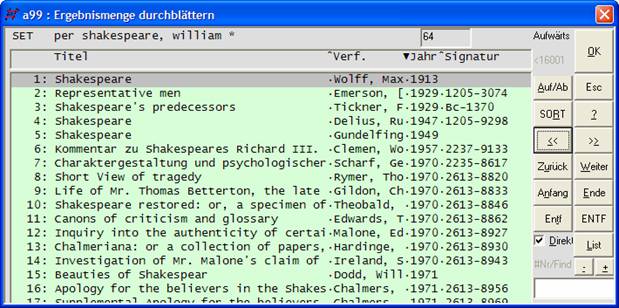 a99 : Ergebnismenge durchblättern
SET per shakespeare, william * 64 Aufwärts
Titel ^Verf. ▼Jahr^Signatur <16001 OK
1: Shakespeare ·Wolff, Max·1913
2: Representative men ·Emerson, [·1929·1205-3074 Auf/Ab Esc
3: Shakespeare's predecessors ·Tickner, F·1929·Bc-1370
4: Shakespeare ·Delius, Ru·1947·1205-9298 SORT ?
5: Shakespeare ·Gundelfing·1949
6: Kommentar zu Shakespeares Richard III. ·Clemen, Wo·1957·2237-9133 << >>
7: Charaktergestaltung und psychologischer·Scharf, Ge·1970·2235-8617
8: Short View of tragedy ·Rymer, Tho·1970·2613-8820 Zurück Weiter
9: Life of Mr. Thomas Betterton, the late ·Gildon, Ch·1970·2613-8833
10: Shakespeare restored: or, a specimen of·Theobald, ·1970·2613-8846 Anfang Ende
11: Canons of criticism and glossary ·Edwards, T·1970·2613-8862
12: Inquiry into the authenticity of certai·Malone, Ed·1970·2613-8927 Entf ENTF
13: Chalmeriana: or a collection of papers,·Hardinge, ·1970·2613-8930 Direkt
14: Investigation of Mr. Malone's claim of ·Ireland, S·1970·2613-8943 List
15: Beauties of Shakespear ·Dodd, Will·1971 #Nr/Find - +
16: Apology for the believers in the Shakes·Chalmers, ·1971·2613-8956
17: Supplemental Apology for the believers ·Chalmers, ·1971·2613-8969